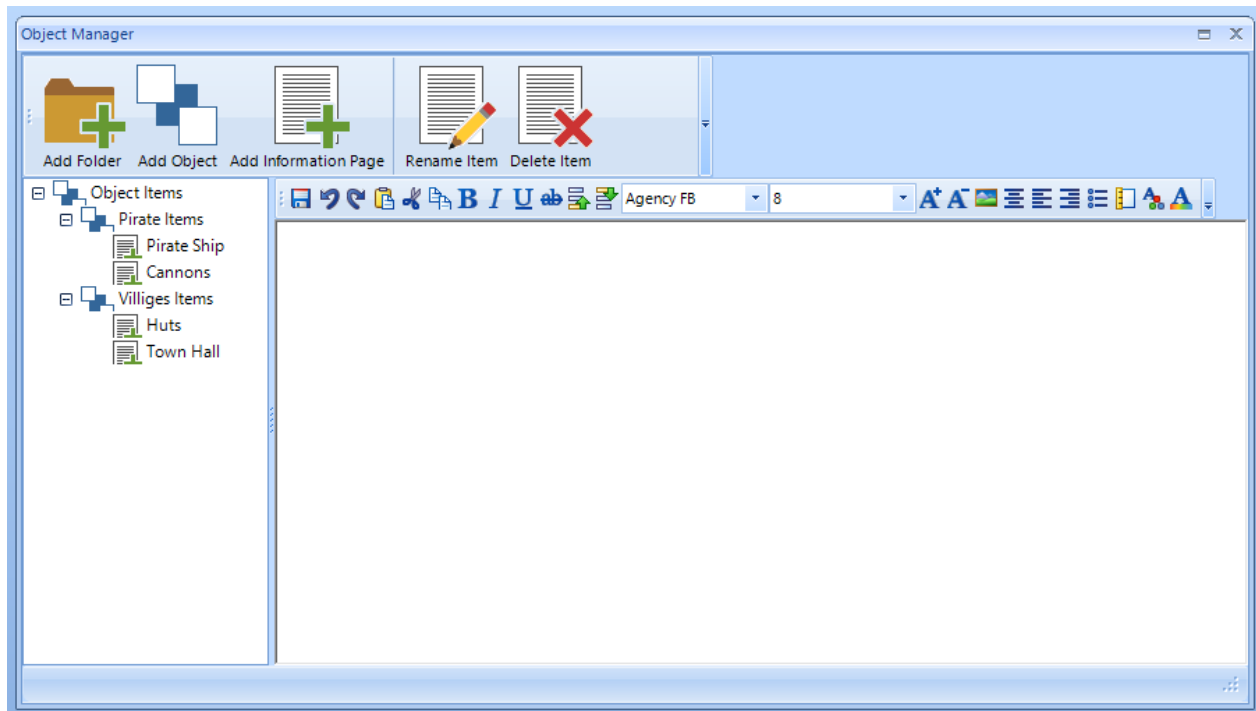 Object Manager
Add Folder Add Object Add Information Page Rename Item Delete Item
Object Items
Pirate Items
Pirate Ship
Cannons
Villiges Items
Huts
Town Hall
B I U ab Agency FB 8 A+ A- A A